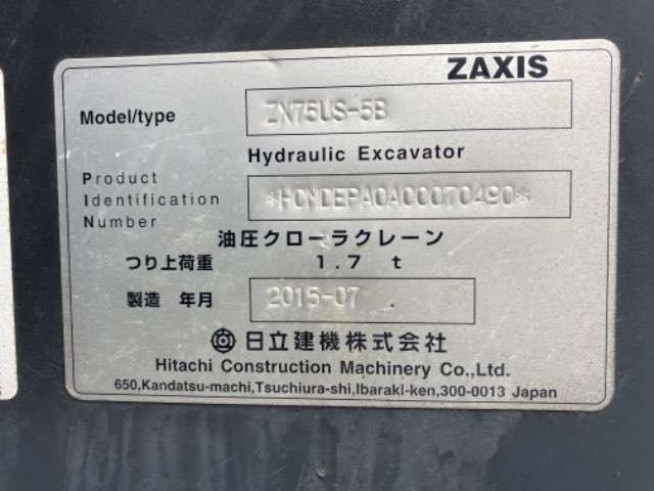 ZAXIS
Model/type ZX75US-5B
Hydraulic Excavator
Product
Identification *HCMDEPA0A00070490*
Number
油圧クローラクレーン
つり上荷重 1.7 t
製造 年月 2015-07 .
日立建機株式会社
Hitachi Construction Machinery Co.,Ltd.
650,Kandatsu-machi,Tsuchiura-shi,Ibaraki-ken,300-0013 Japan